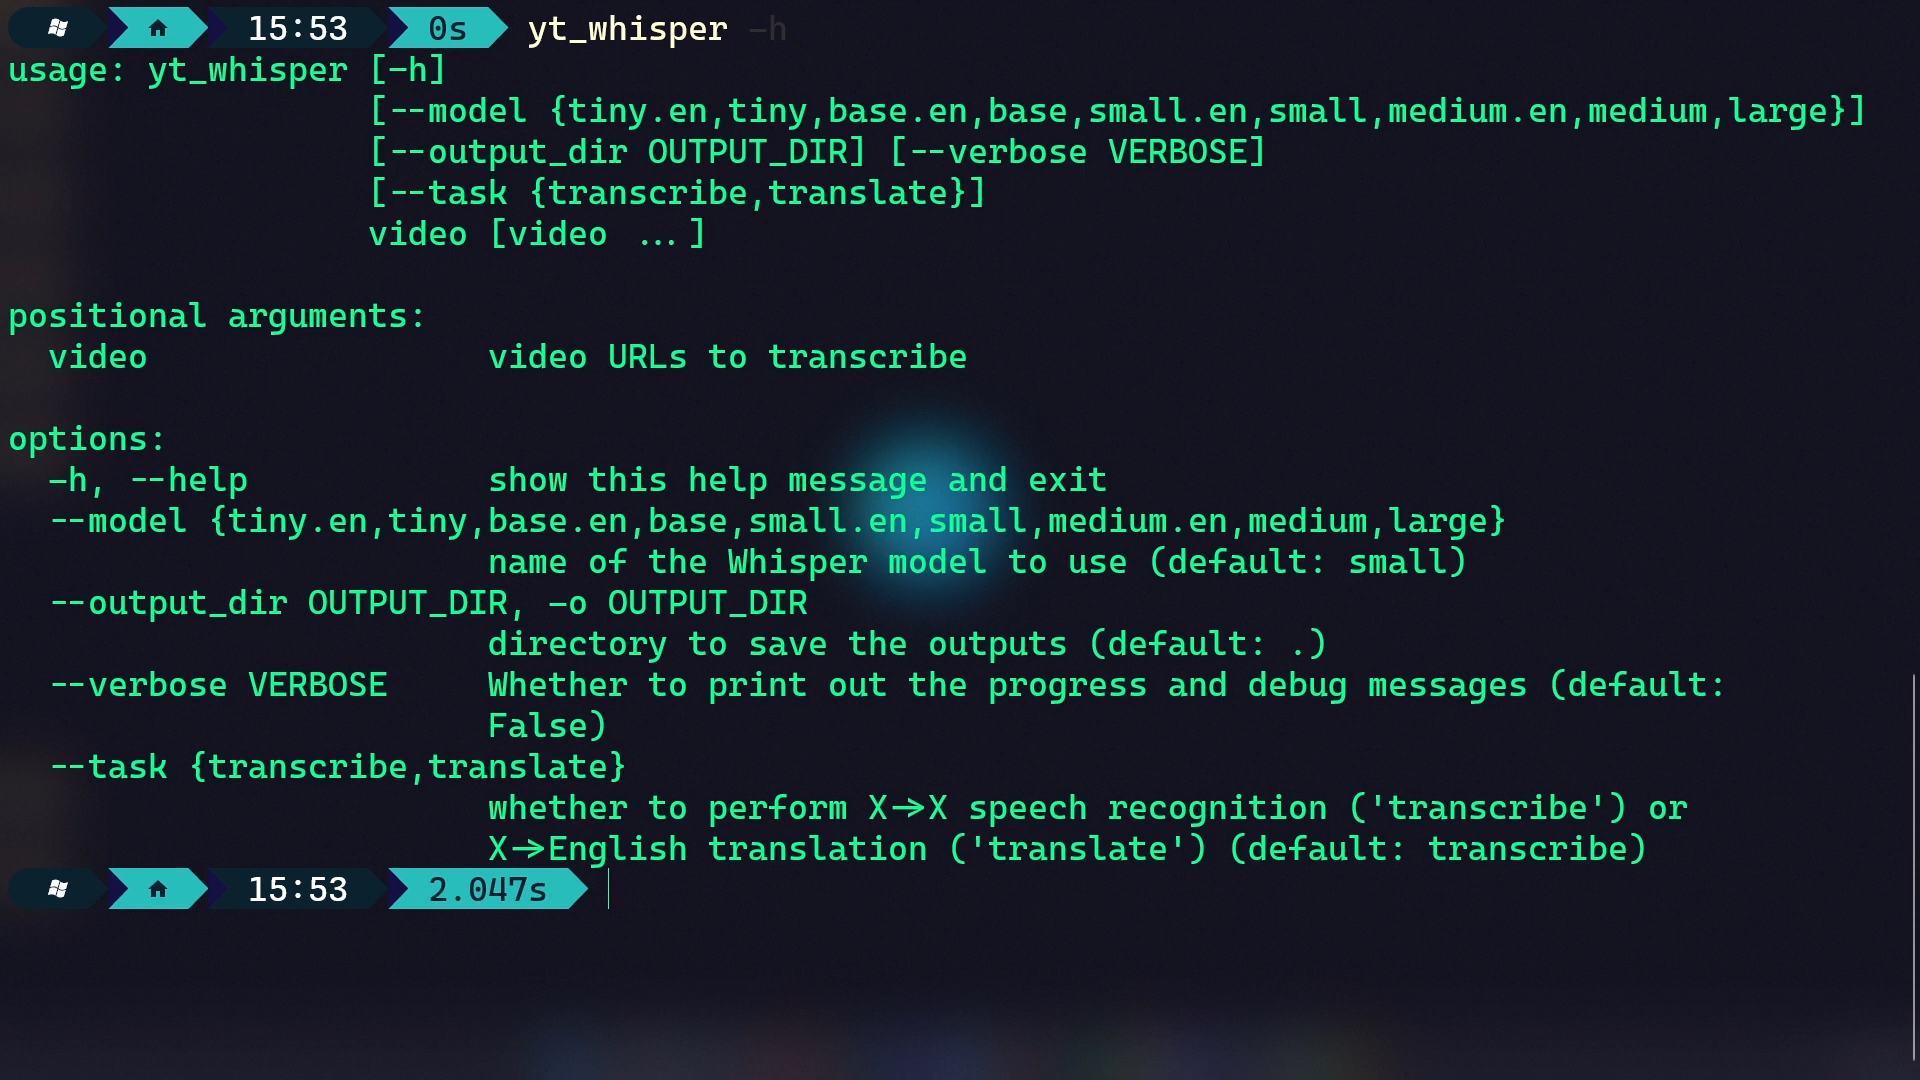 15:53 0s yt_whisper -h
usage: yt_whisper [-h]
[--model {tiny.en,tiny,base.en,base,small.en,small,medium.en,medium,large}]
[--output_dir OUTPUT_DIR] [--verbose VERBOSE]
[--task {transcribe,translate}]
video [video ...]
positional arguments:
video video URLs to transcribe
options:
-h, --help show this help message and exit
--model {tiny.en,tiny,base.en,base,small.en,small,medium.en,medium,large}
name of the Whisper model to use (default: small)
--output_dir OUTPUT_DIR, -o OUTPUT_DIR
directory to save the outputs (default: .)
--verbose VERBOSE Whether to print out the progress and debug messages (default:
False)
--task {transcribe,translate}
whether to perform X->X speech recognition ('transcribe') or
X->English translation ('translate') (default: transcribe)
15:53 2.047s